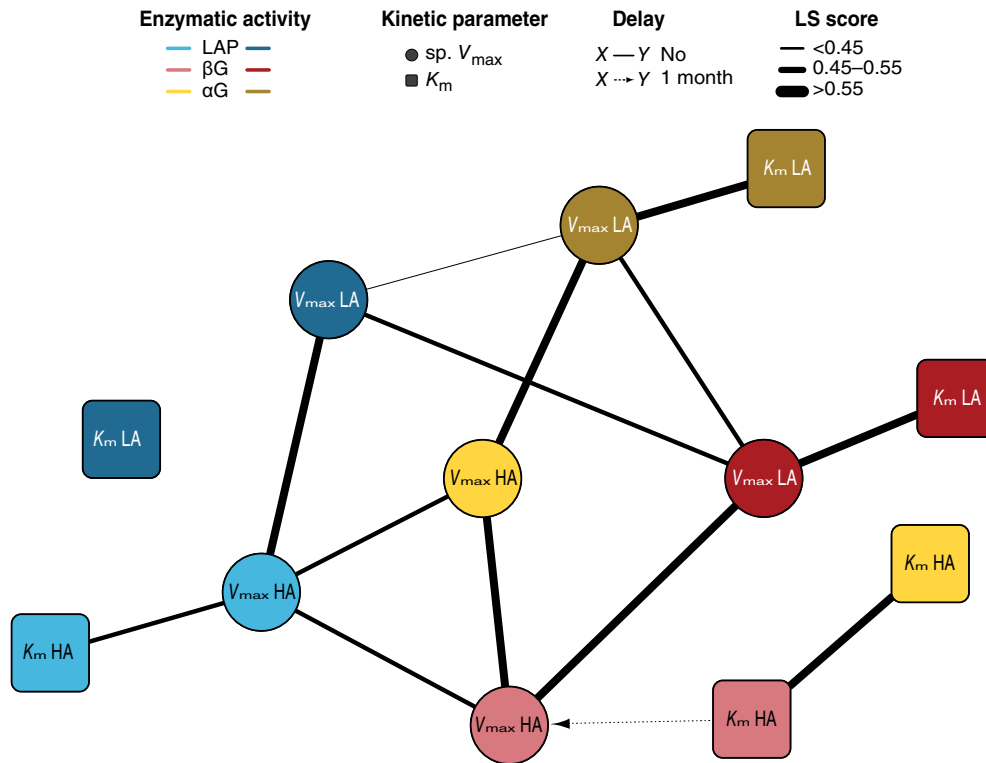 Enzymatic activity Kinetic parameter Delay LS score
LAP sp. Vmax X — Y No <0.45
βG Km X ··➤ Y 1 month 0.45–0.55
αG >0.55
Km LA
Vmax LA
Vmax LA
Km LA
Km LA
Vmax HA
Vmax LA
Km HA
Vmax HA
Km HA
Km HA
Vmax HA